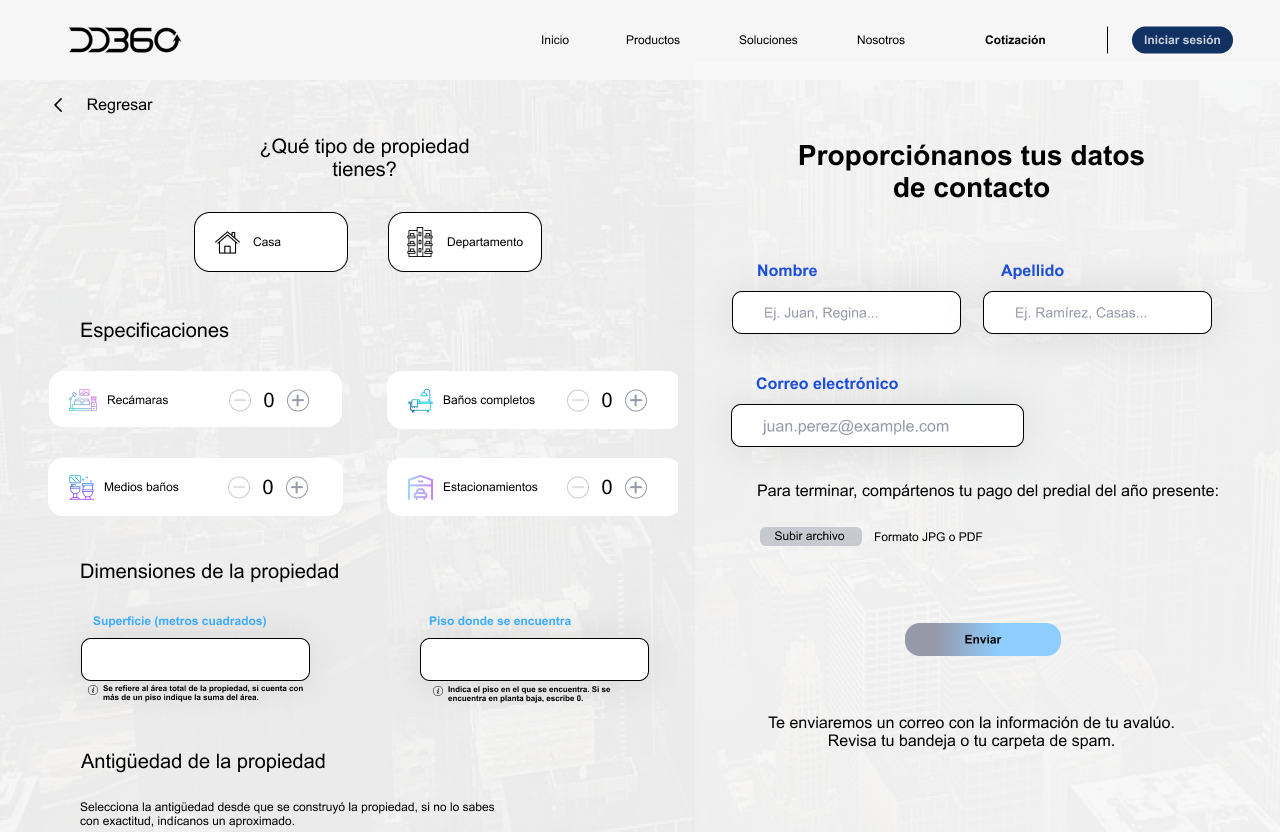 DD360
Inicio
Productos
Soluciones
Nosotros
Cotización
Iniciar sesión
Regresar
¿Qué tipo de propiedad
tienes?
Casa
Departamento
Especificaciones
Recámaras
0
Baños completos
0
Medios baños
0
Estacionamientos
0
Dimensiones de la propiedad
Superficie (metros cuadrados)
Piso donde se encuentra
Se refiere al área total de la propiedad, si cuenta con
más de un piso indique la suma del área.
Indica el piso en el que se encuentra. Si se
encuentra en planta baja, escribe 0.
Antigüedad de la propiedad
Selecciona la antigüedad desde que se construyó la propiedad, si no lo sabes
con exactitud, indícanos un aproximado.
Proporciónanos tus datos
de contacto
Nombre
Apellido
Ej. Juan, Regina...
Ej. Ramírez, Casas...
Correo electrónico
juan.perez@example.com
Para terminar, compártenos tu pago del predial del año presente:
Subir archivo
Formato JPG o PDF
Enviar
Te enviaremos un correo con la información de tu avalúo.
Revisa tu bandeja o tu carpeta de spam.